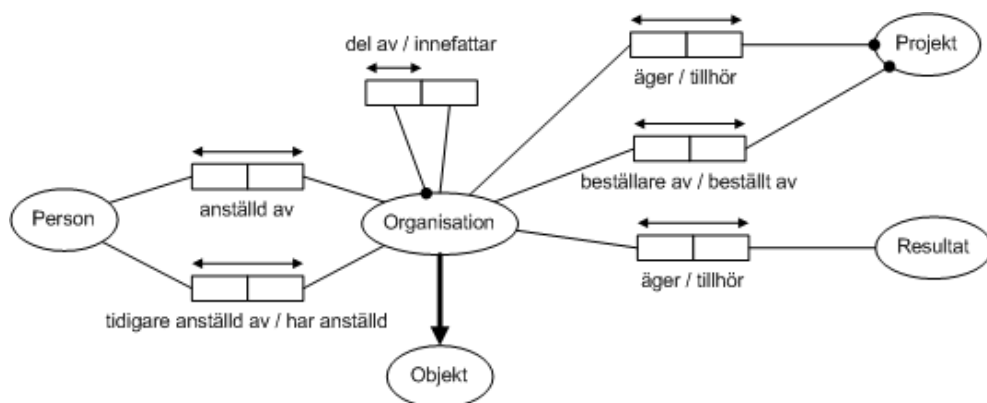 del av / innefattar
Projekt
äger / tillhör
beställare av / beställt av
Person
anställd av
Organisation
Resultat
äger / tillhör
tidigare anställd av / har anställd
Objekt